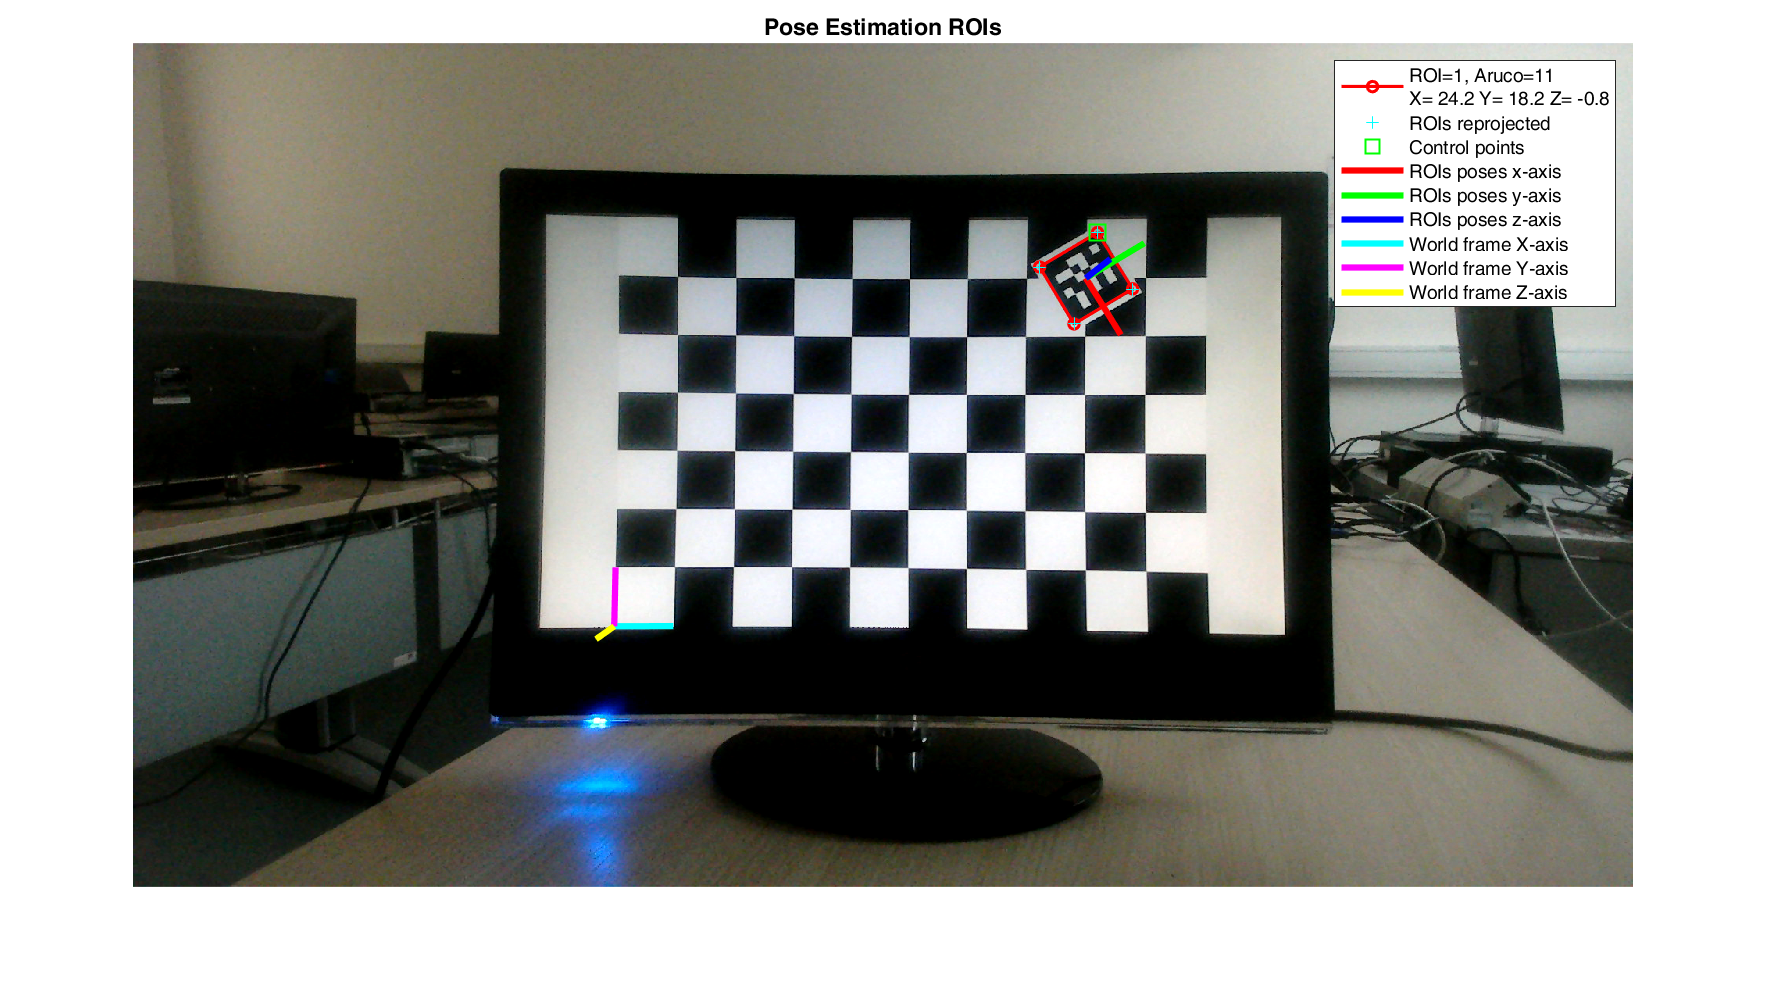 Pose Estimation ROIs
ROI=1, Aruco=11
X= 24.2 Y= 18.2 Z= -0.8
ROIs reprojected
Control points
ROIs poses x-axis
ROIs poses y-axis
ROIs poses z-axis
World frame X-axis
World frame Y-axis
World frame Z-axis